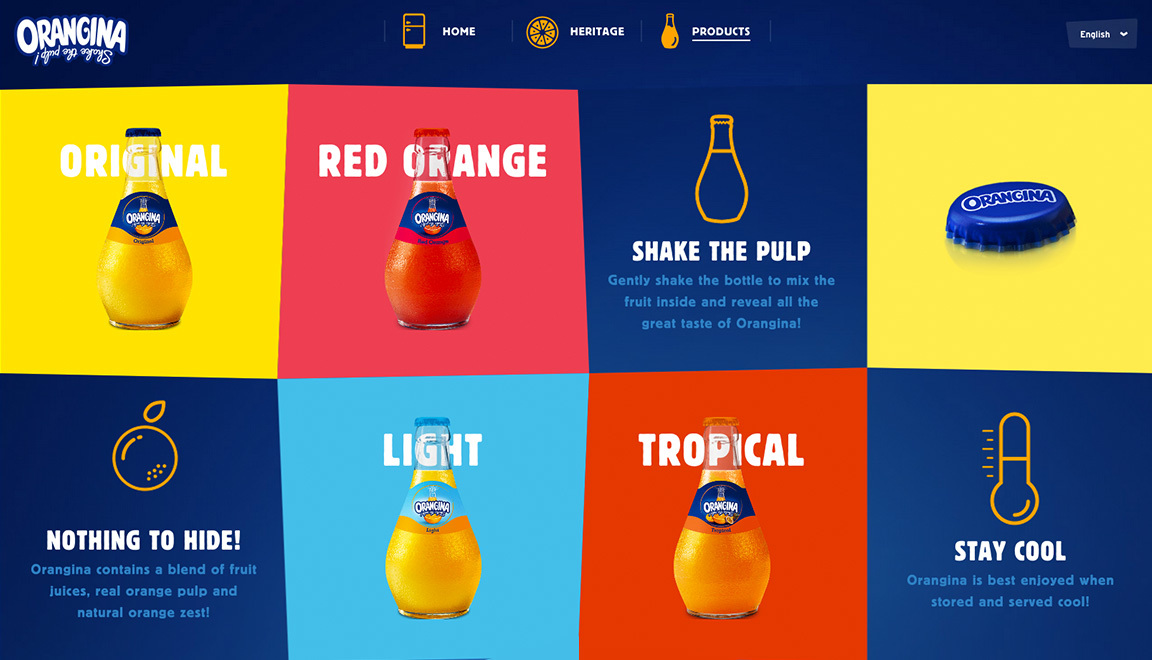 ORANGINA
Shake the pulp!
HOME
HERITAGE
PRODUCTS
English
ORIGINAL
ORANGINA
Original
RED ORANGE
ORANGINA
Red Orange
SHAKE THE PULP
Gently shake the bottle to mix the
fruit inside and reveal all the
great taste of Orangina!
ORANGINA
NOTHING TO HIDE!
Orangina contains a blend of fruit
juices, real orange pulp and
natural orange zest!
LIGHT
ORANGINA
Light
TROPICAL
ORANGINA
Tropical
STAY COOL
Orangina is best enjoyed when
stored and served cool!